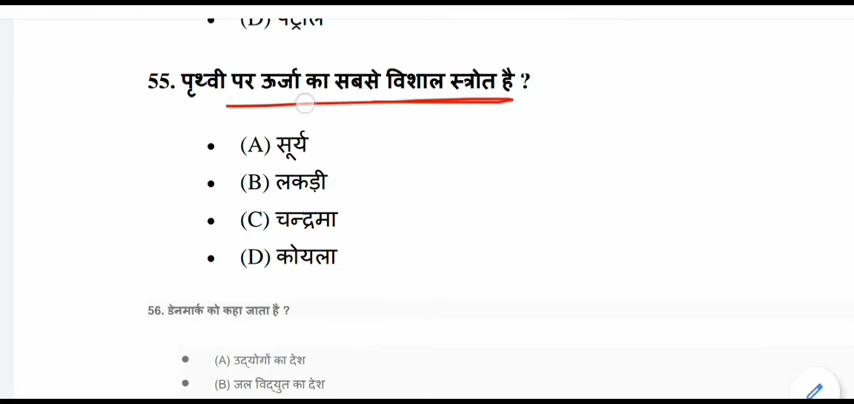 55. पृथ्वी पर ऊर्जा का सबसे विशाल स्त्रोत है ?
(A) सूर्य
(B) लकड़ी
(C) चन्द्रमा
(D) कोयला
56. डेनमार्क को कहा जाता है ?
(A) उद्योगों का देश
(B) जल विद्युत का देश